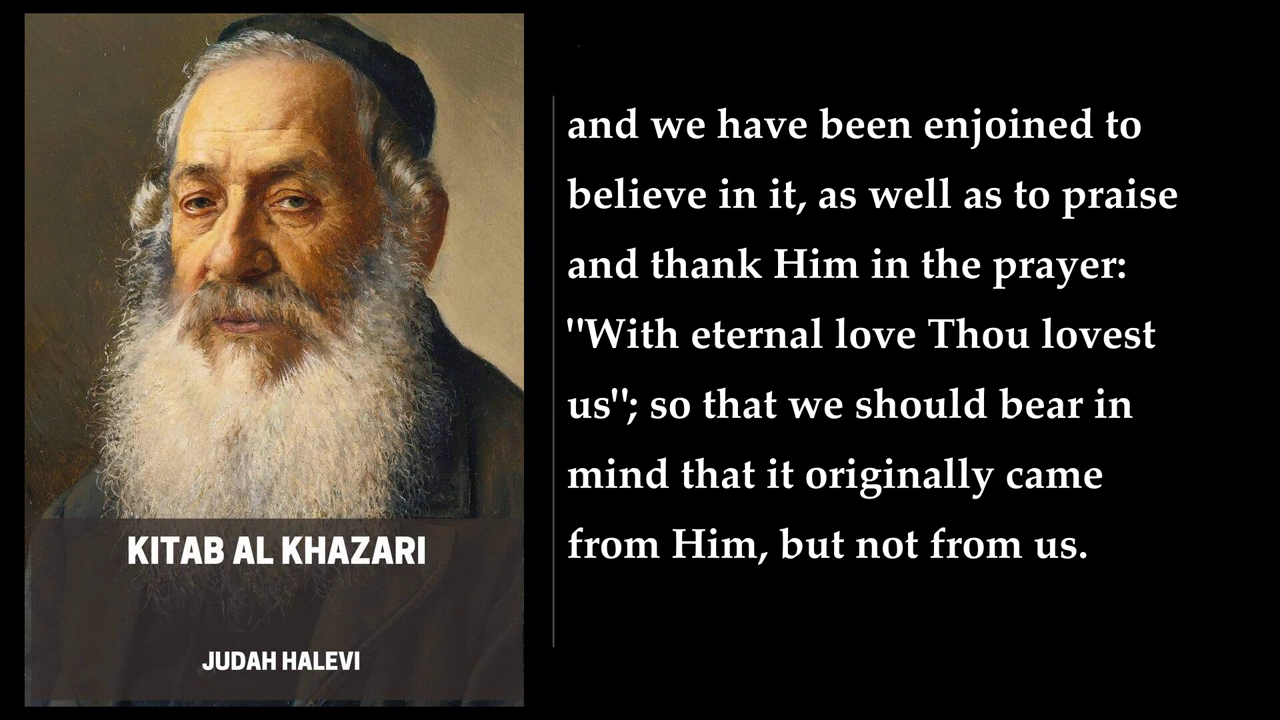 KITAB AL KHAZARI
JUDAH HALEVI
and we have been enjoined to
believe in it, as well as to praise
and thank Him in the prayer:
"With eternal love Thou lovest
us"; so that we should bear in
mind that it originally came
from Him, but not from us.